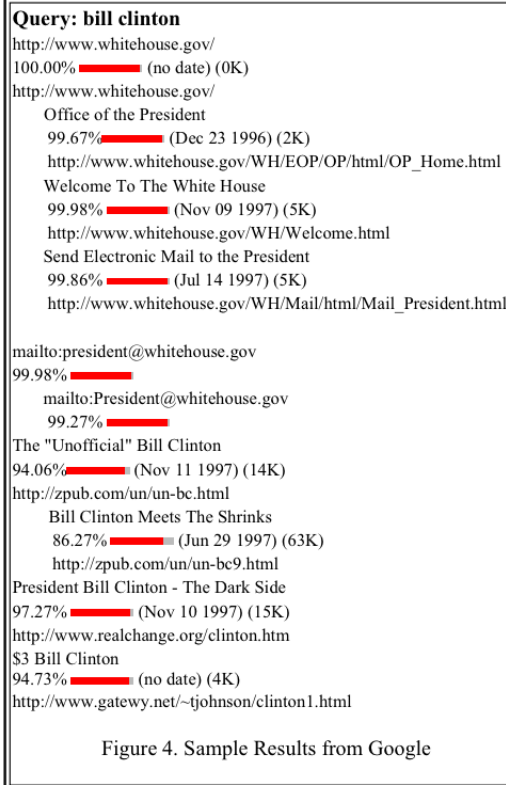 Query: bill clinton
http://www.whitehouse.gov/
100.00% (no date) (0K)
http://www.whitehouse.gov/
Office of the President
99.67% (Dec 23 1996) (2K)
http://www.whitehouse.gov/WH/EOP/OP/html/OP_Home.html
Welcome To The White House
99.98% (Nov 09 1997) (5K)
http://www.whitehouse.gov/WH/Welcome.html
Send Electronic Mail to the President
99.86% (Jul 14 1997) (5K)
http://www.whitehouse.gov/WH/Mail/html/Mail_President.html
mailto:president@whitehouse.gov
99.98%
mailto:President@whitehouse.gov
99.27%
The "Unofficial" Bill Clinton
94.06% (Nov 11 1997) (14K)
http://zpub.com/un/un-bc.html
Bill Clinton Meets The Shrinks
86.27% (Jun 29 1997) (63K)
http://zpub.com/un/un-bc9.html
President Bill Clinton - The Dark Side
97.27% (Nov 10 1997) (15K)
http://www.realchange.org/clinton.htm
$3 Bill Clinton
94.73% (no date) (4K)
http://www.gatewy.net/~tjohnson/clinton1.html
Figure 4. Sample Results from Google